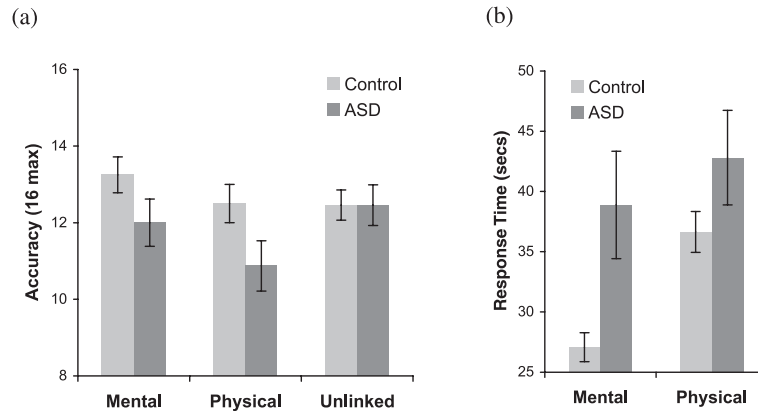 (a)
Accuracy (16 max)
16
14
12
10
8
Control
ASD
Mental Physical Unlinked
(b)
Response Time (secs)
50
45
40
35
30
25
Control
ASD
Mental Physical